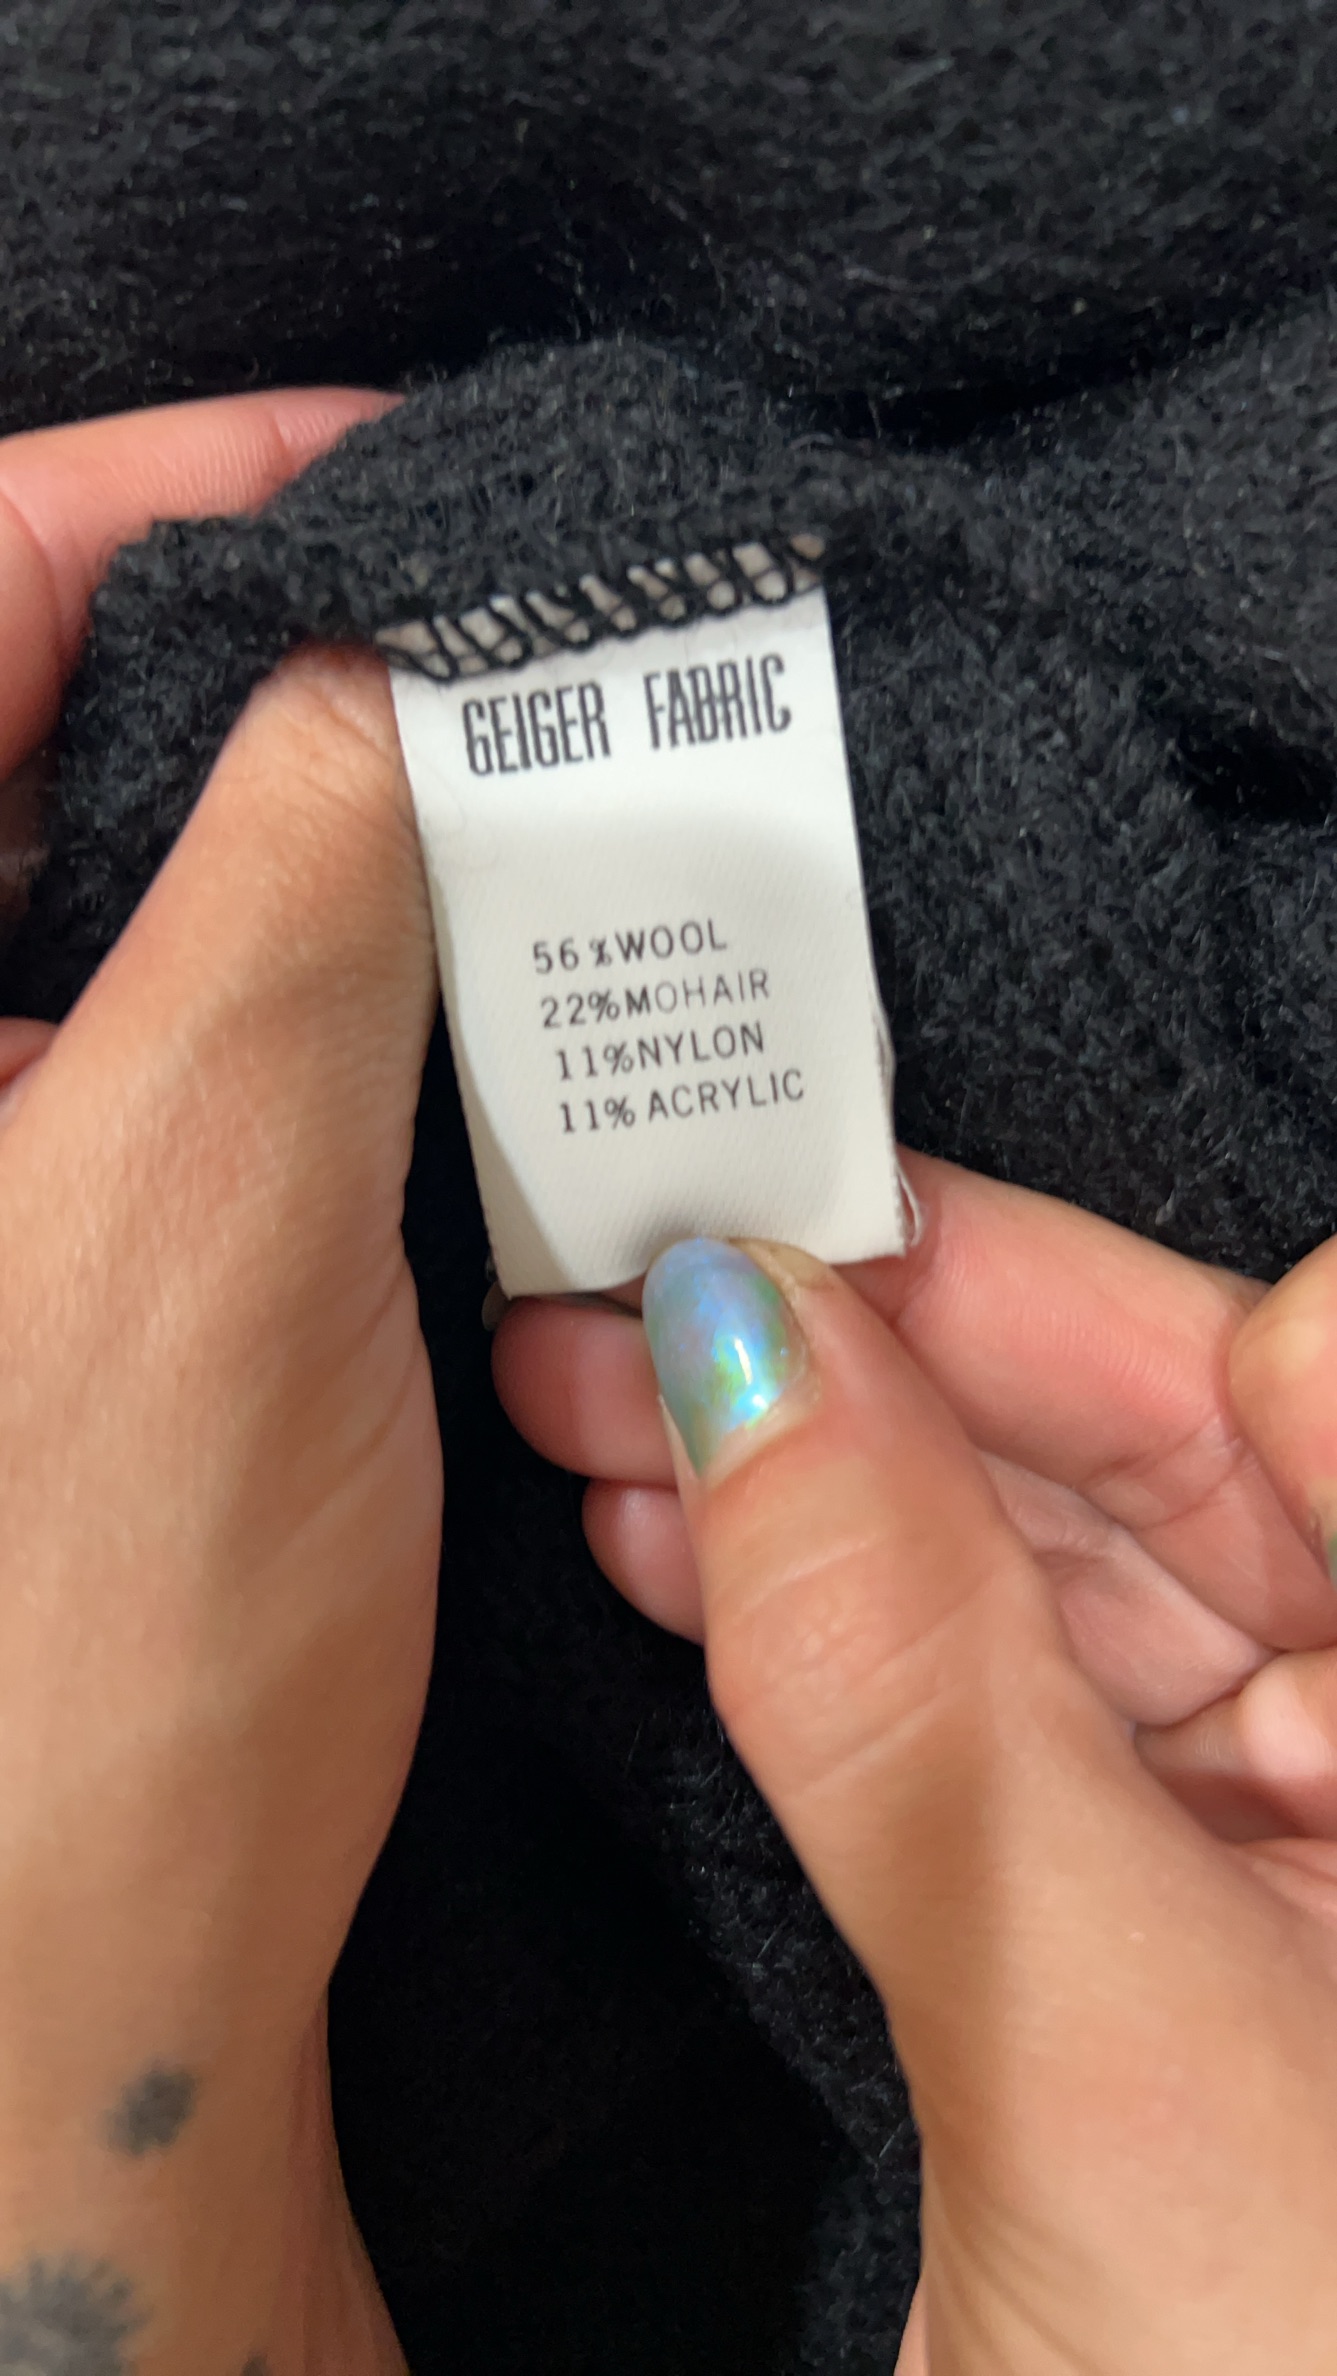 GEIGER FABRIC
56%WOOL
22%MOHAIR
11%NYLON
11% ACRYLIC